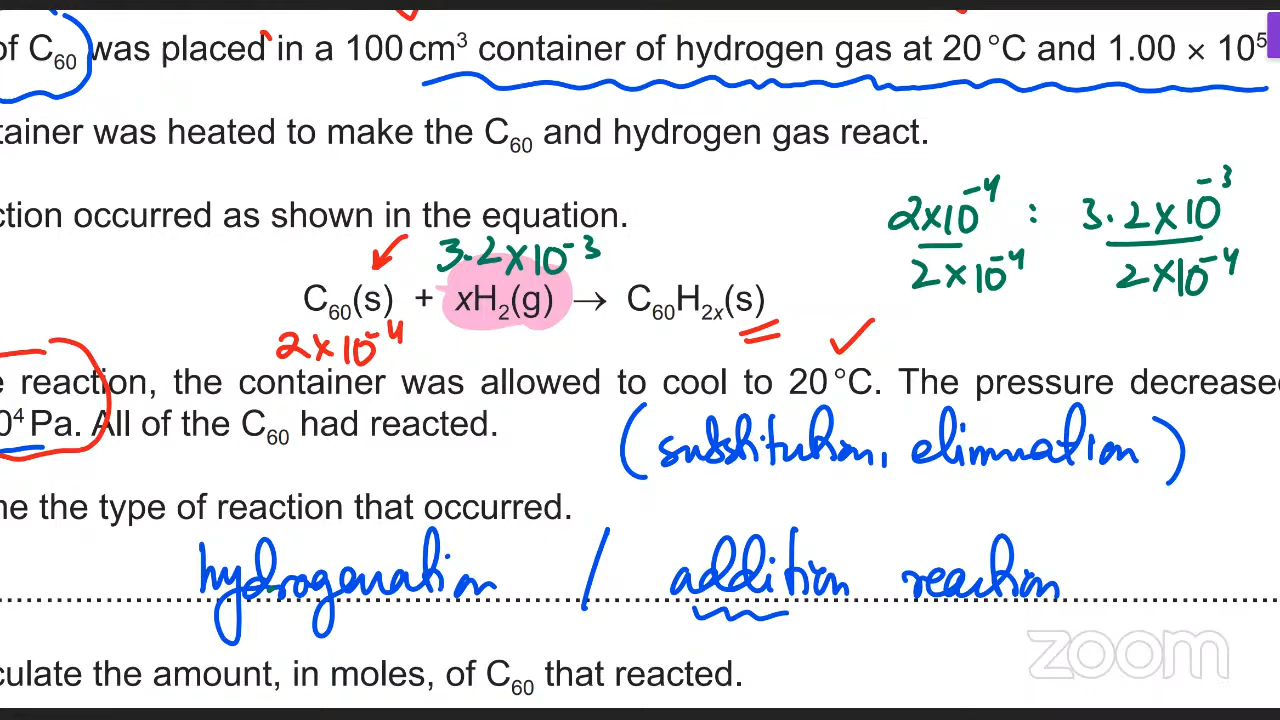 of C60 was placed in a 100 cm³ container of hydrogen gas at 20 °C and 1.00 × 10⁵
tainer was heated to make the C60 and hydrogen gas react.
2×10⁻⁴ : 3.2×10⁻³
2×10⁻⁴ 2×10⁻⁴
ction occurred as shown in the equation.
3.2×10⁻³
C60(s) + xH2(g) → C60H2x(s)
2×10⁻⁴
e reaction, the container was allowed to cool to 20 °C. The pressure decreased
0⁴ Pa. All of the C60 had reacted.
(substitution, elimination)
me the type of reaction that occurred.
hydrogenation / addition reaction
culate the amount, in moles, of C60 that reacted.
zoom